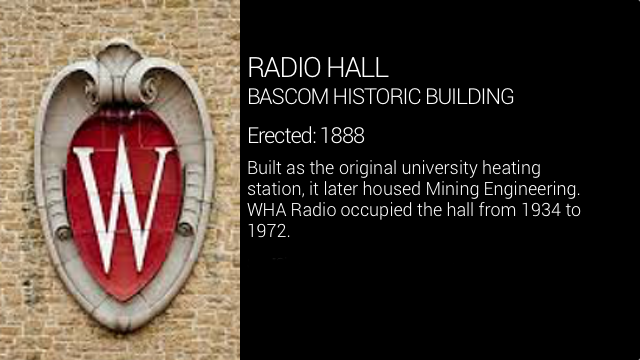 W
RADIO HALL
BASCOM HISTORIC BUILDING
Erected: 1888
Built as the original university heating
station, it later housed Mining Engineering.
WHA Radio occupied the hall from 1934 to
1972.